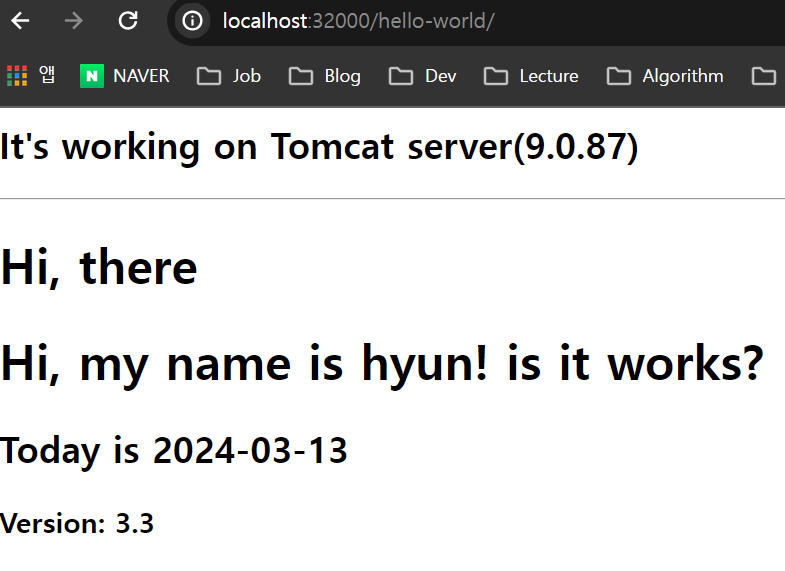 localhost:32000/hello-world/
앱 NAVER Job Blog Dev Lecture Algorithm
It's working on Tomcat server(9.0.87)
Hi, there
Hi, my name is hyun! is it works?
Today is 2024-03-13
Version: 3.3